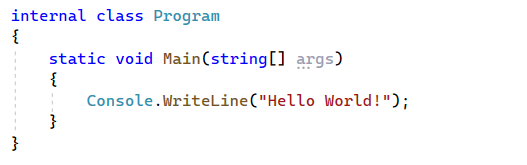 internal class Program
{
    static void Main(string[] args)
    {
        Console.WriteLine("Hello World!");
    }
}